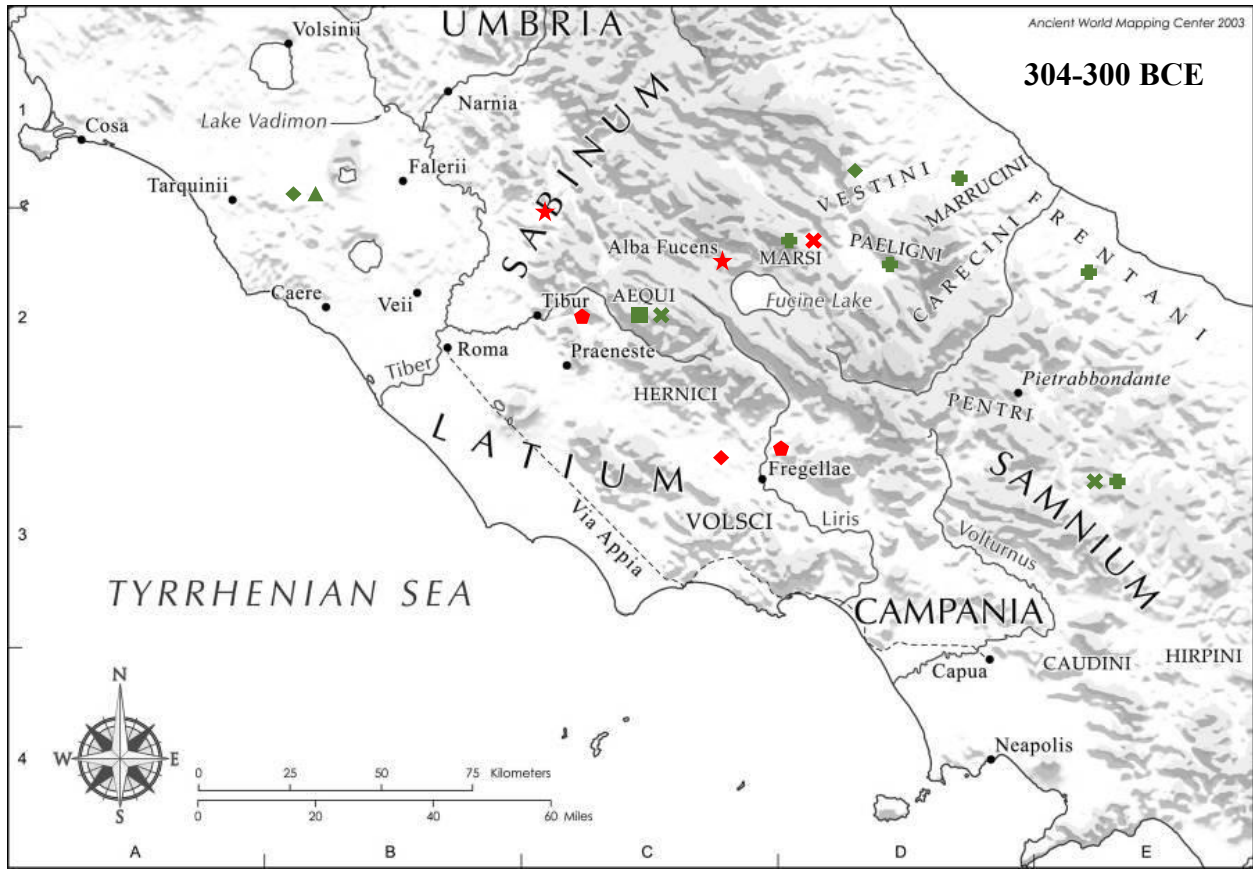 Ancient World Mapping Center 2003
304-300 BCE
UMBRIA
Volsinii
Narnia
Lake Vadimon
1
Cosa
SABINUM
Falerii
Tarquinii
VESTINI
MARRUCINI
FRENTANI
Alba Fucens
MARSI
PAELIGNI
CARECINI
Caere
Veii
Tibur
AEQUI
Fucine Lake
2
Tiber
Roma
Praeneste
HERNICI
Pietrabbondante
PENTRI
LATIUM
Fregellae
SAMNIUM
VOLSCI
Liris
Via Appia
Volturnus
3
TYRRHENIAN SEA
CAMPANIA
Capua
CAUDINI
HIRPINI
N
W
E
S
4
Neapolis
0 25 50 75 Kilometers
0 20 40 60 Miles
A B C D E